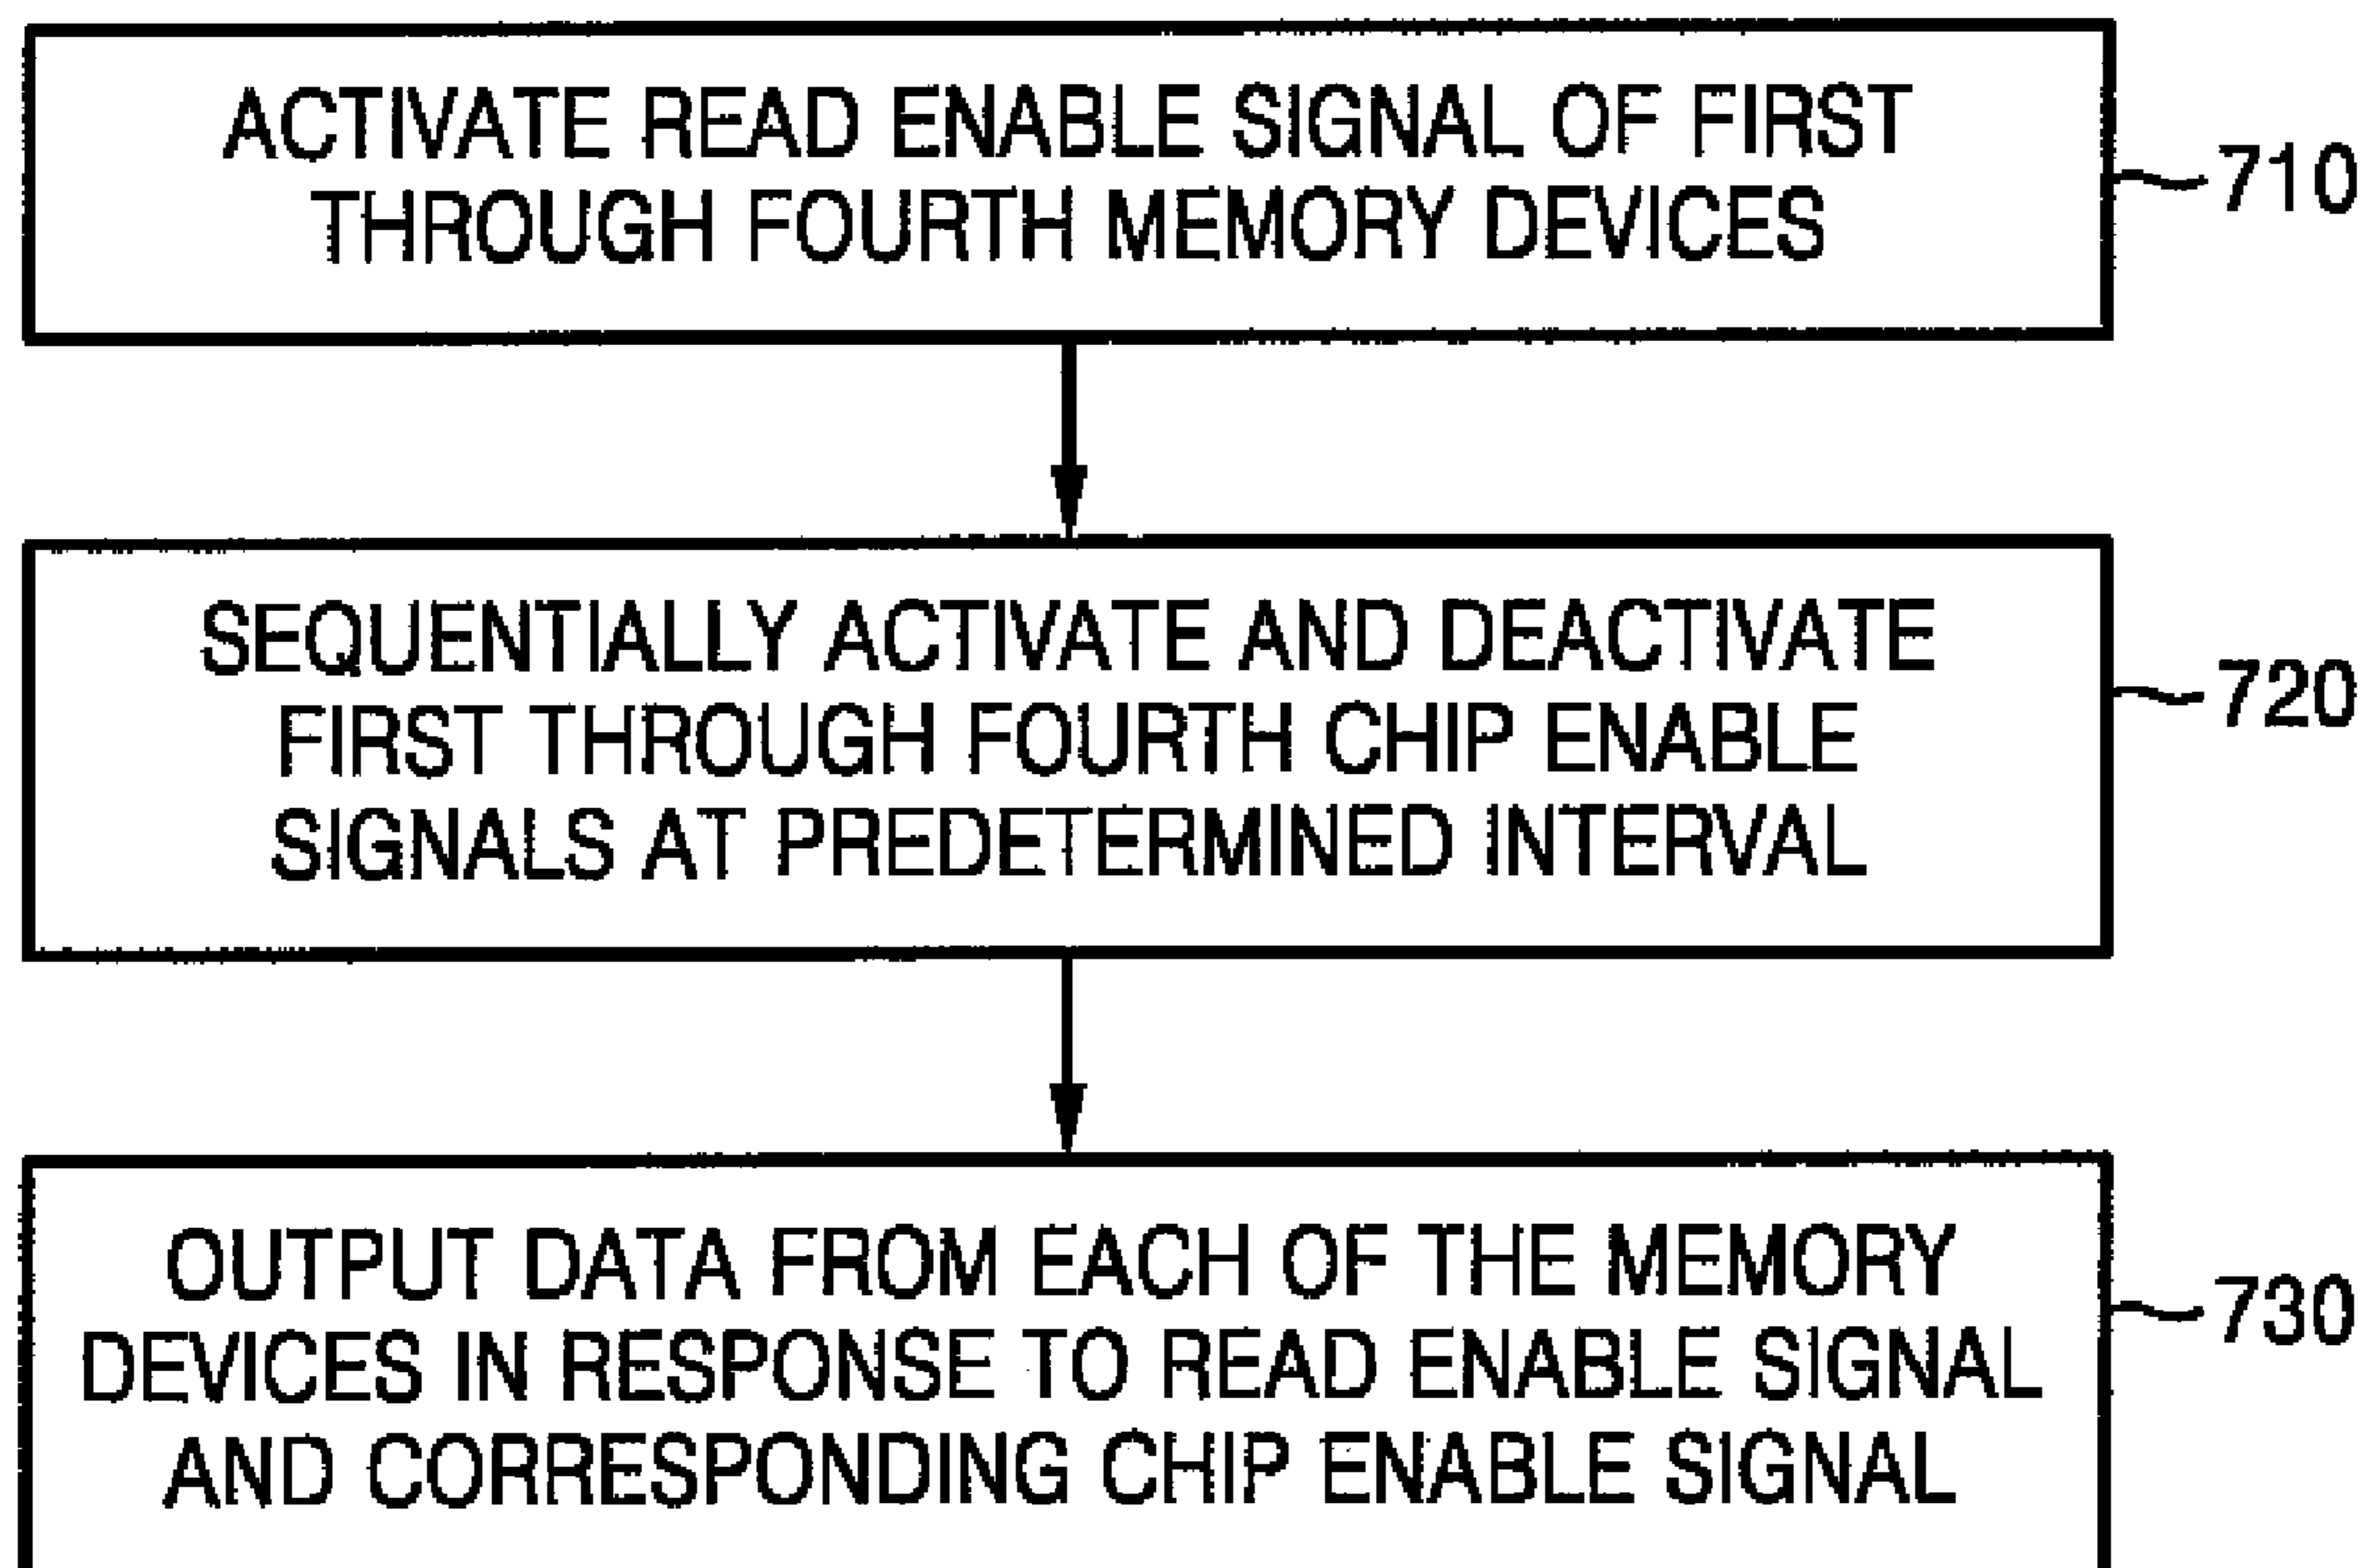 ACTIVATE READ ENABLE SIGNAL OF FIRST
THROUGH FOURTH MEMORY DEVICES
710
SEQUENTIALLY ACTIVATE AND DEACTIVATE
FIRST THROUGH FOURTH CHIP ENABLE
SIGNALS AT PREDETERMINED INTERVAL
720
OUTPUT DATA FROM EACH OF THE MEMORY
DEVICES IN RESPONSE TO READ ENABLE SIGNAL
AND CORRESPONDING CHIP ENABLE SIGNAL
730